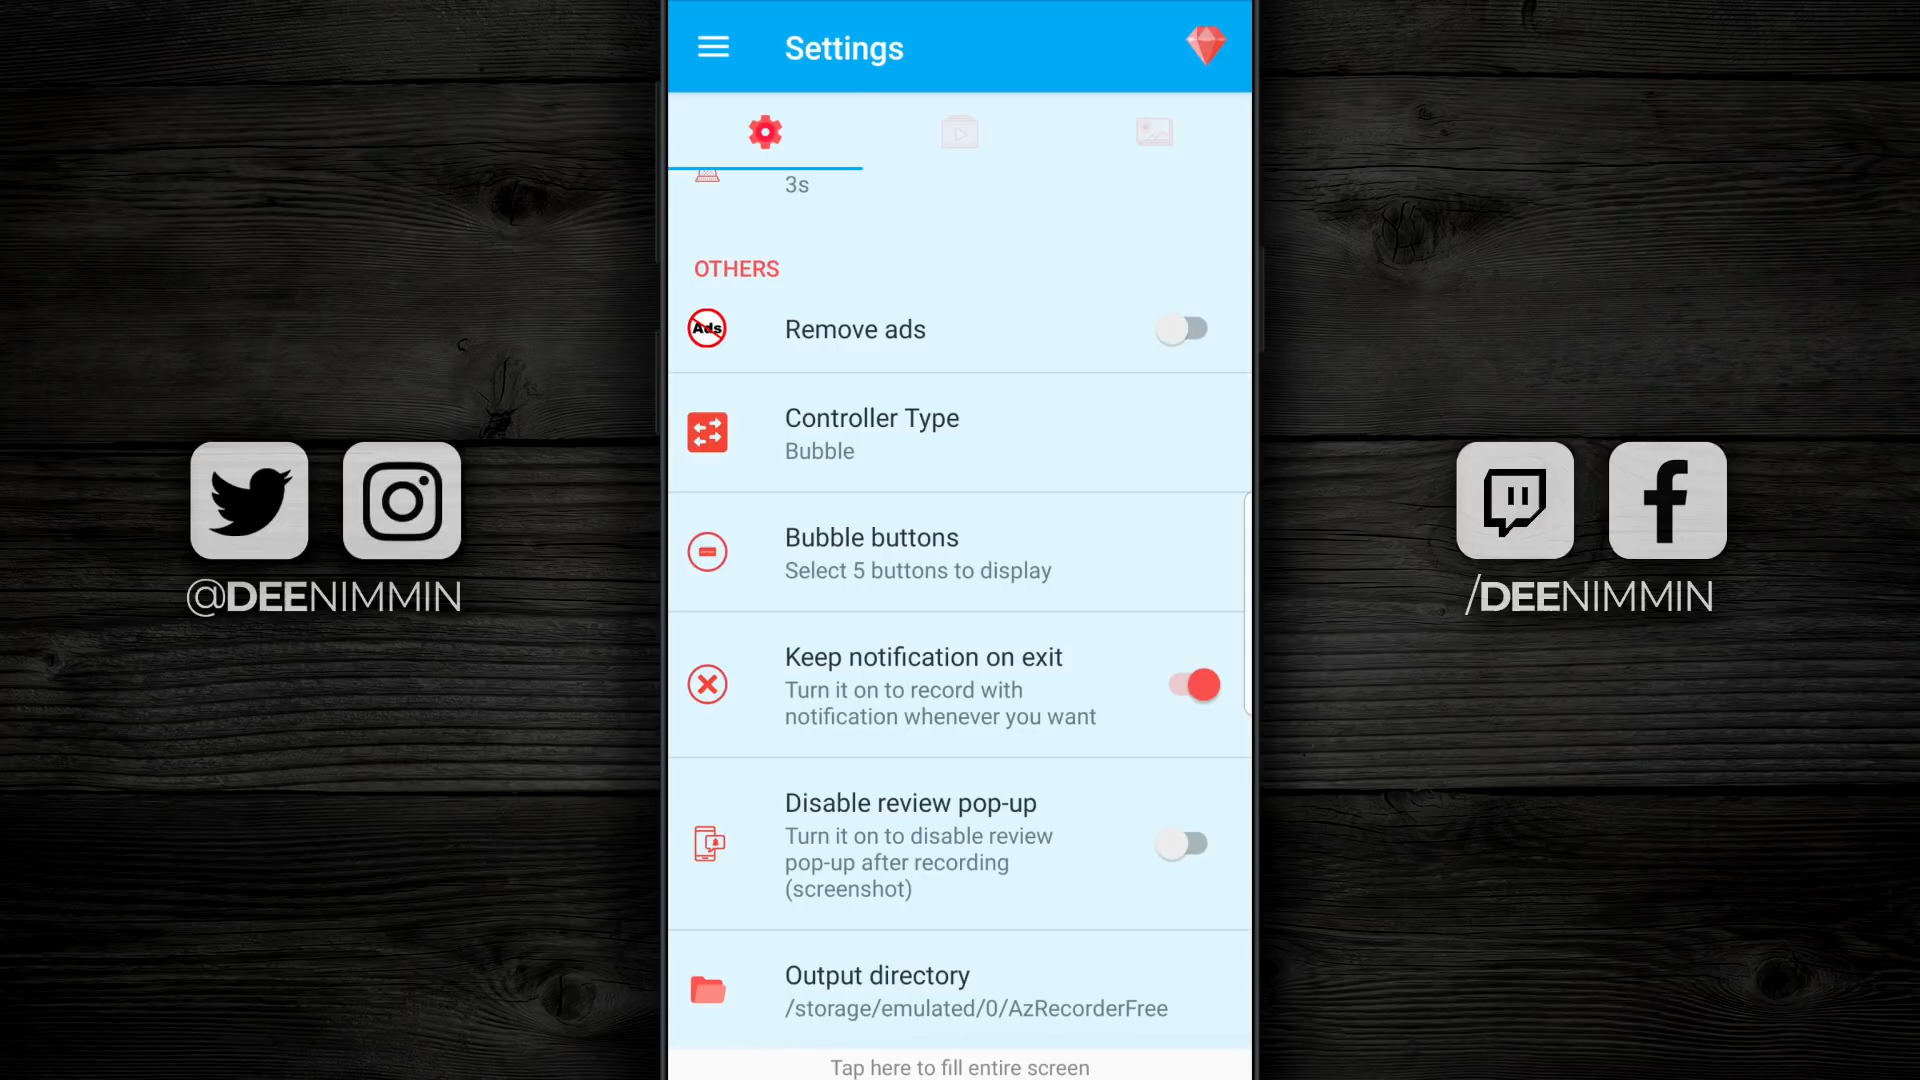 Settings
3s
OTHERS
Ads
Remove ads
Controller Type
Bubble
Bubble buttons
Select 5 buttons to display
Keep notification on exit
Turn it on to record with
notification whenever you want
Disable review pop-up
Turn it on to disable review
pop-up after recording
(screenshot)
Output directory
/storage/emulated/0/AzRecorderFree
Tap here to fill entire screen
@DEENIMMIN
/DEENIMMIN